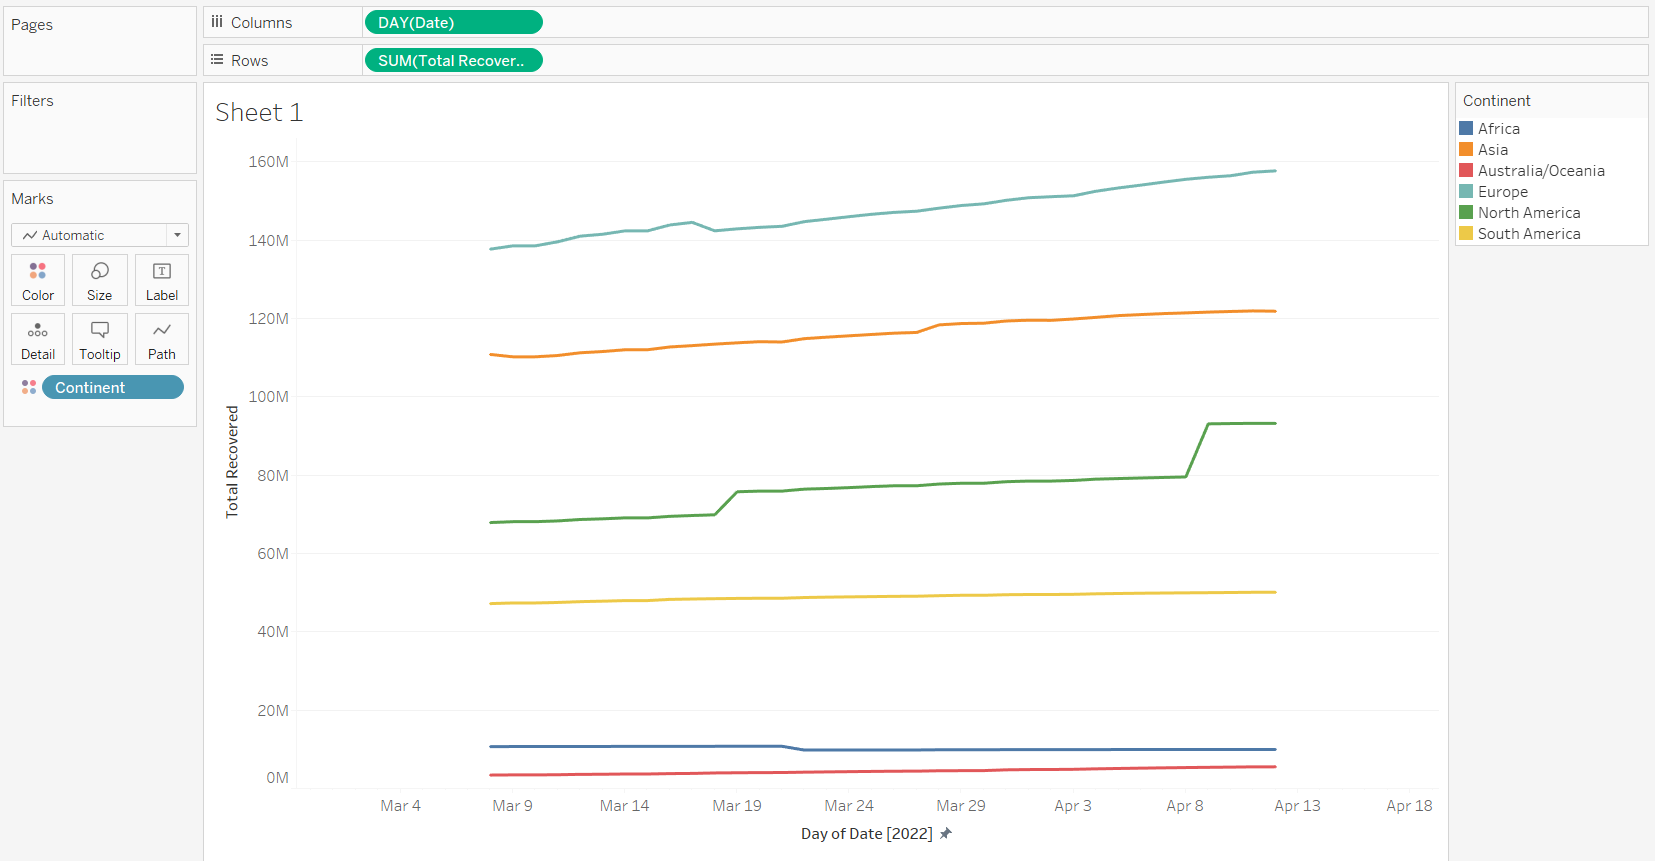 Pages
Columns
DAY(Date)
Rows
SUM(Total Recover..
Filters
Marks
Automatic
Color
Size
Label
Detail
Tooltip
Path
Continent
Sheet 1
160M
140M
120M
100M
80M
60M
40M
20M
0M
Total Recovered
Mar 4
Mar 9
Mar 14
Mar 19
Mar 24
Mar 29
Apr 3
Apr 8
Apr 13
Apr 18
Day of Date [2022]
Continent
Africa
Asia
Australia/Oceania
Europe
North America
South America